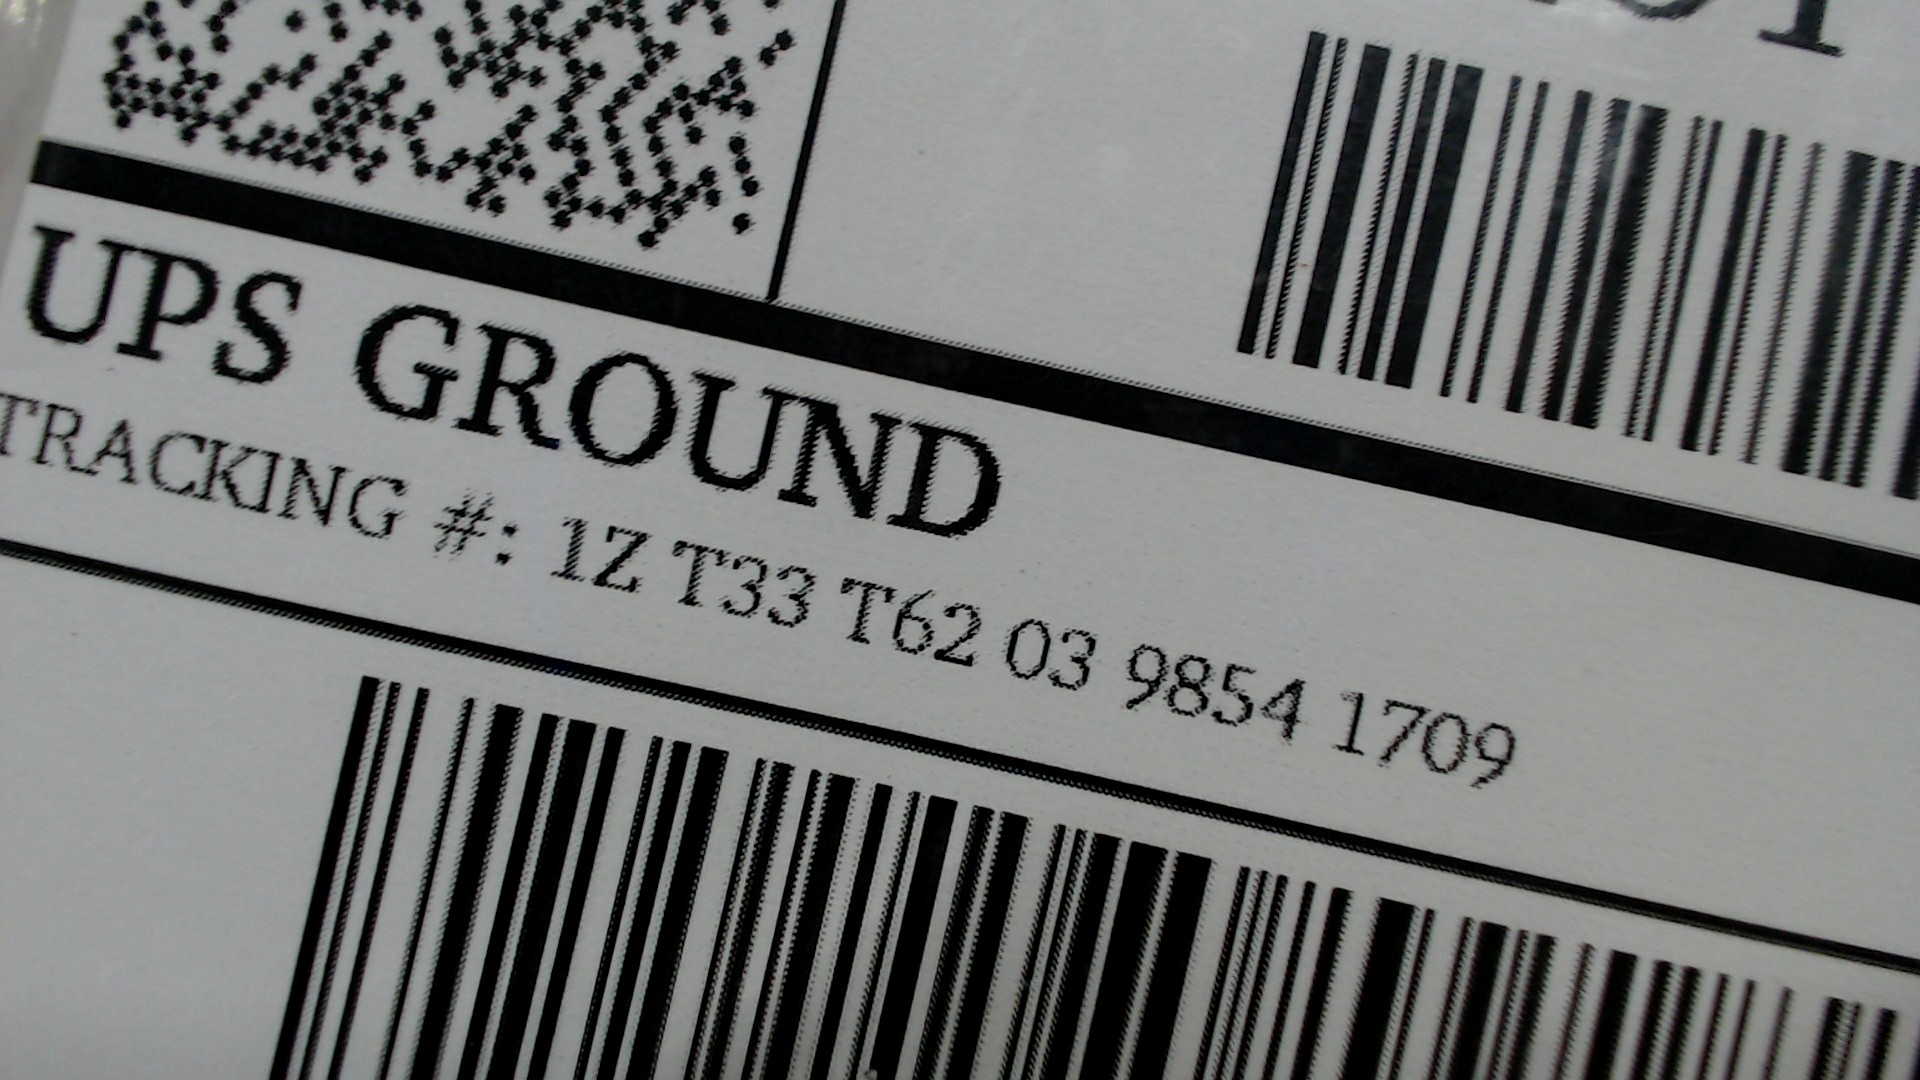 UPS GROUND
TRACKING #: 1Z T33 T62 03 9854 1709